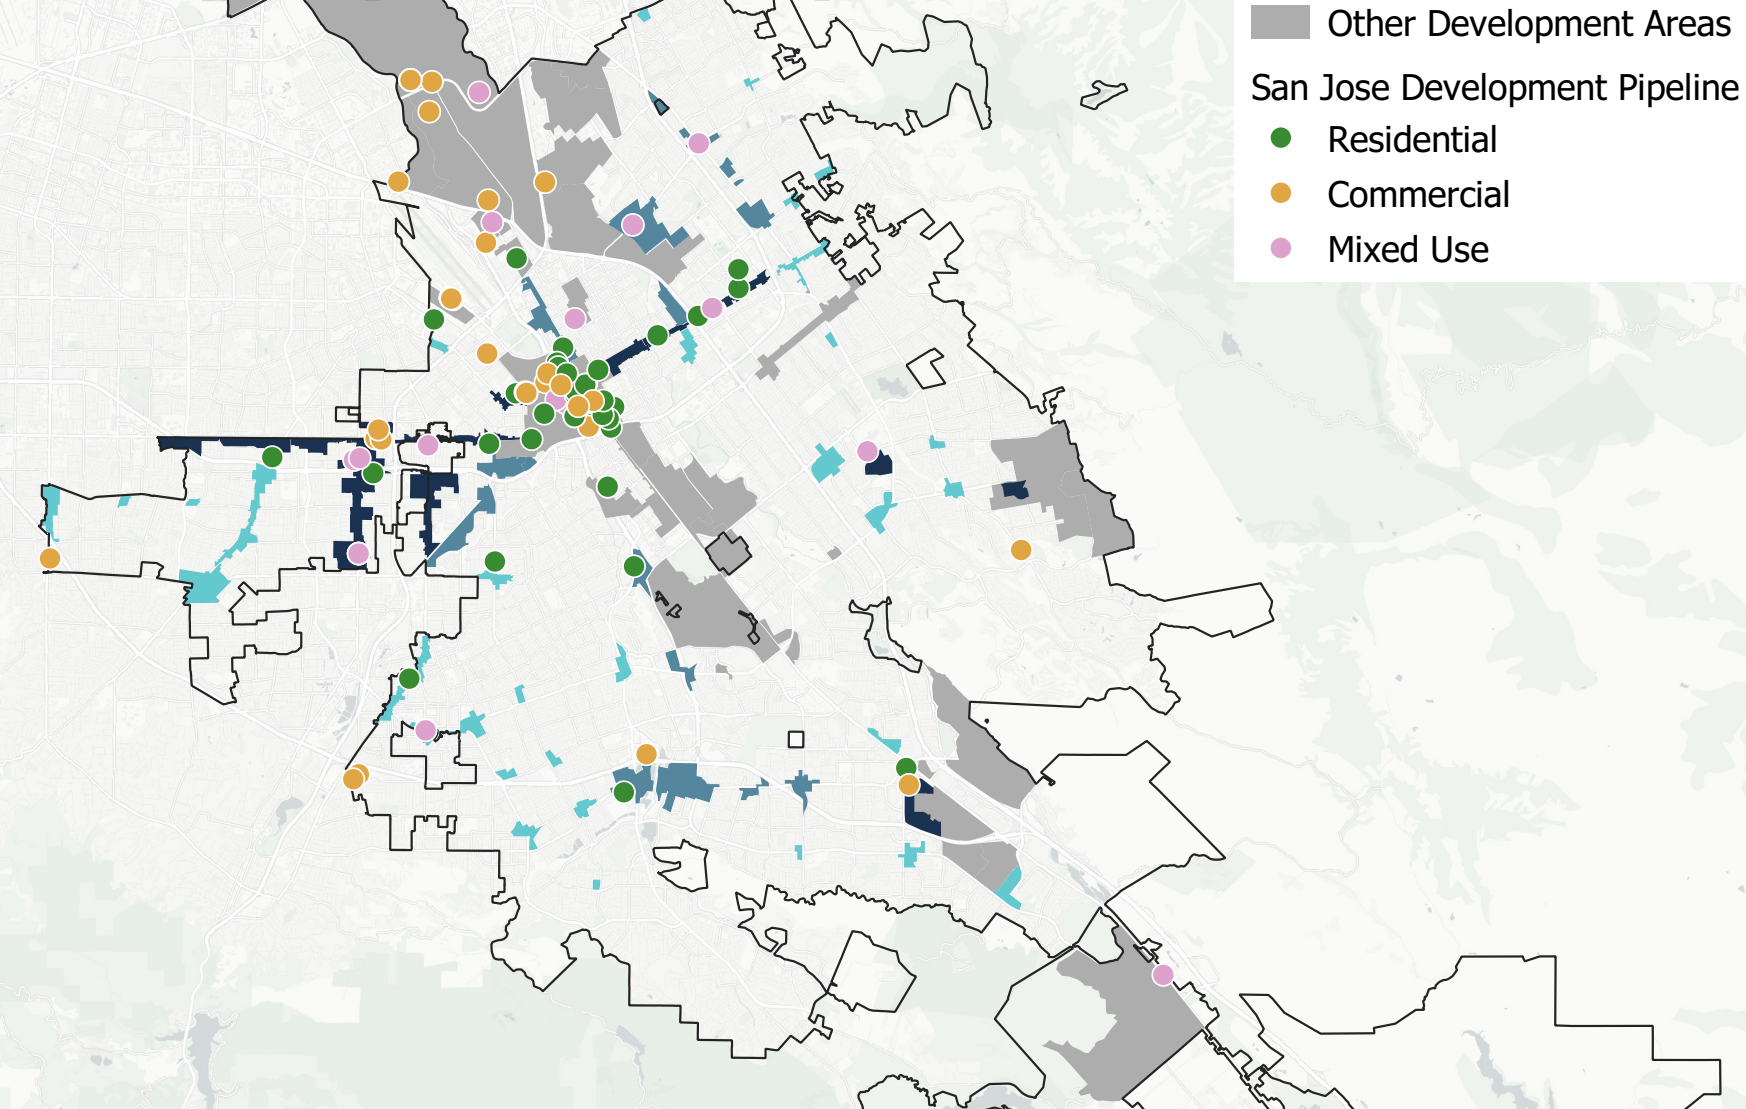 Other Development Areas
San Jose Development Pipeline
Residential
Commercial
Mixed Use